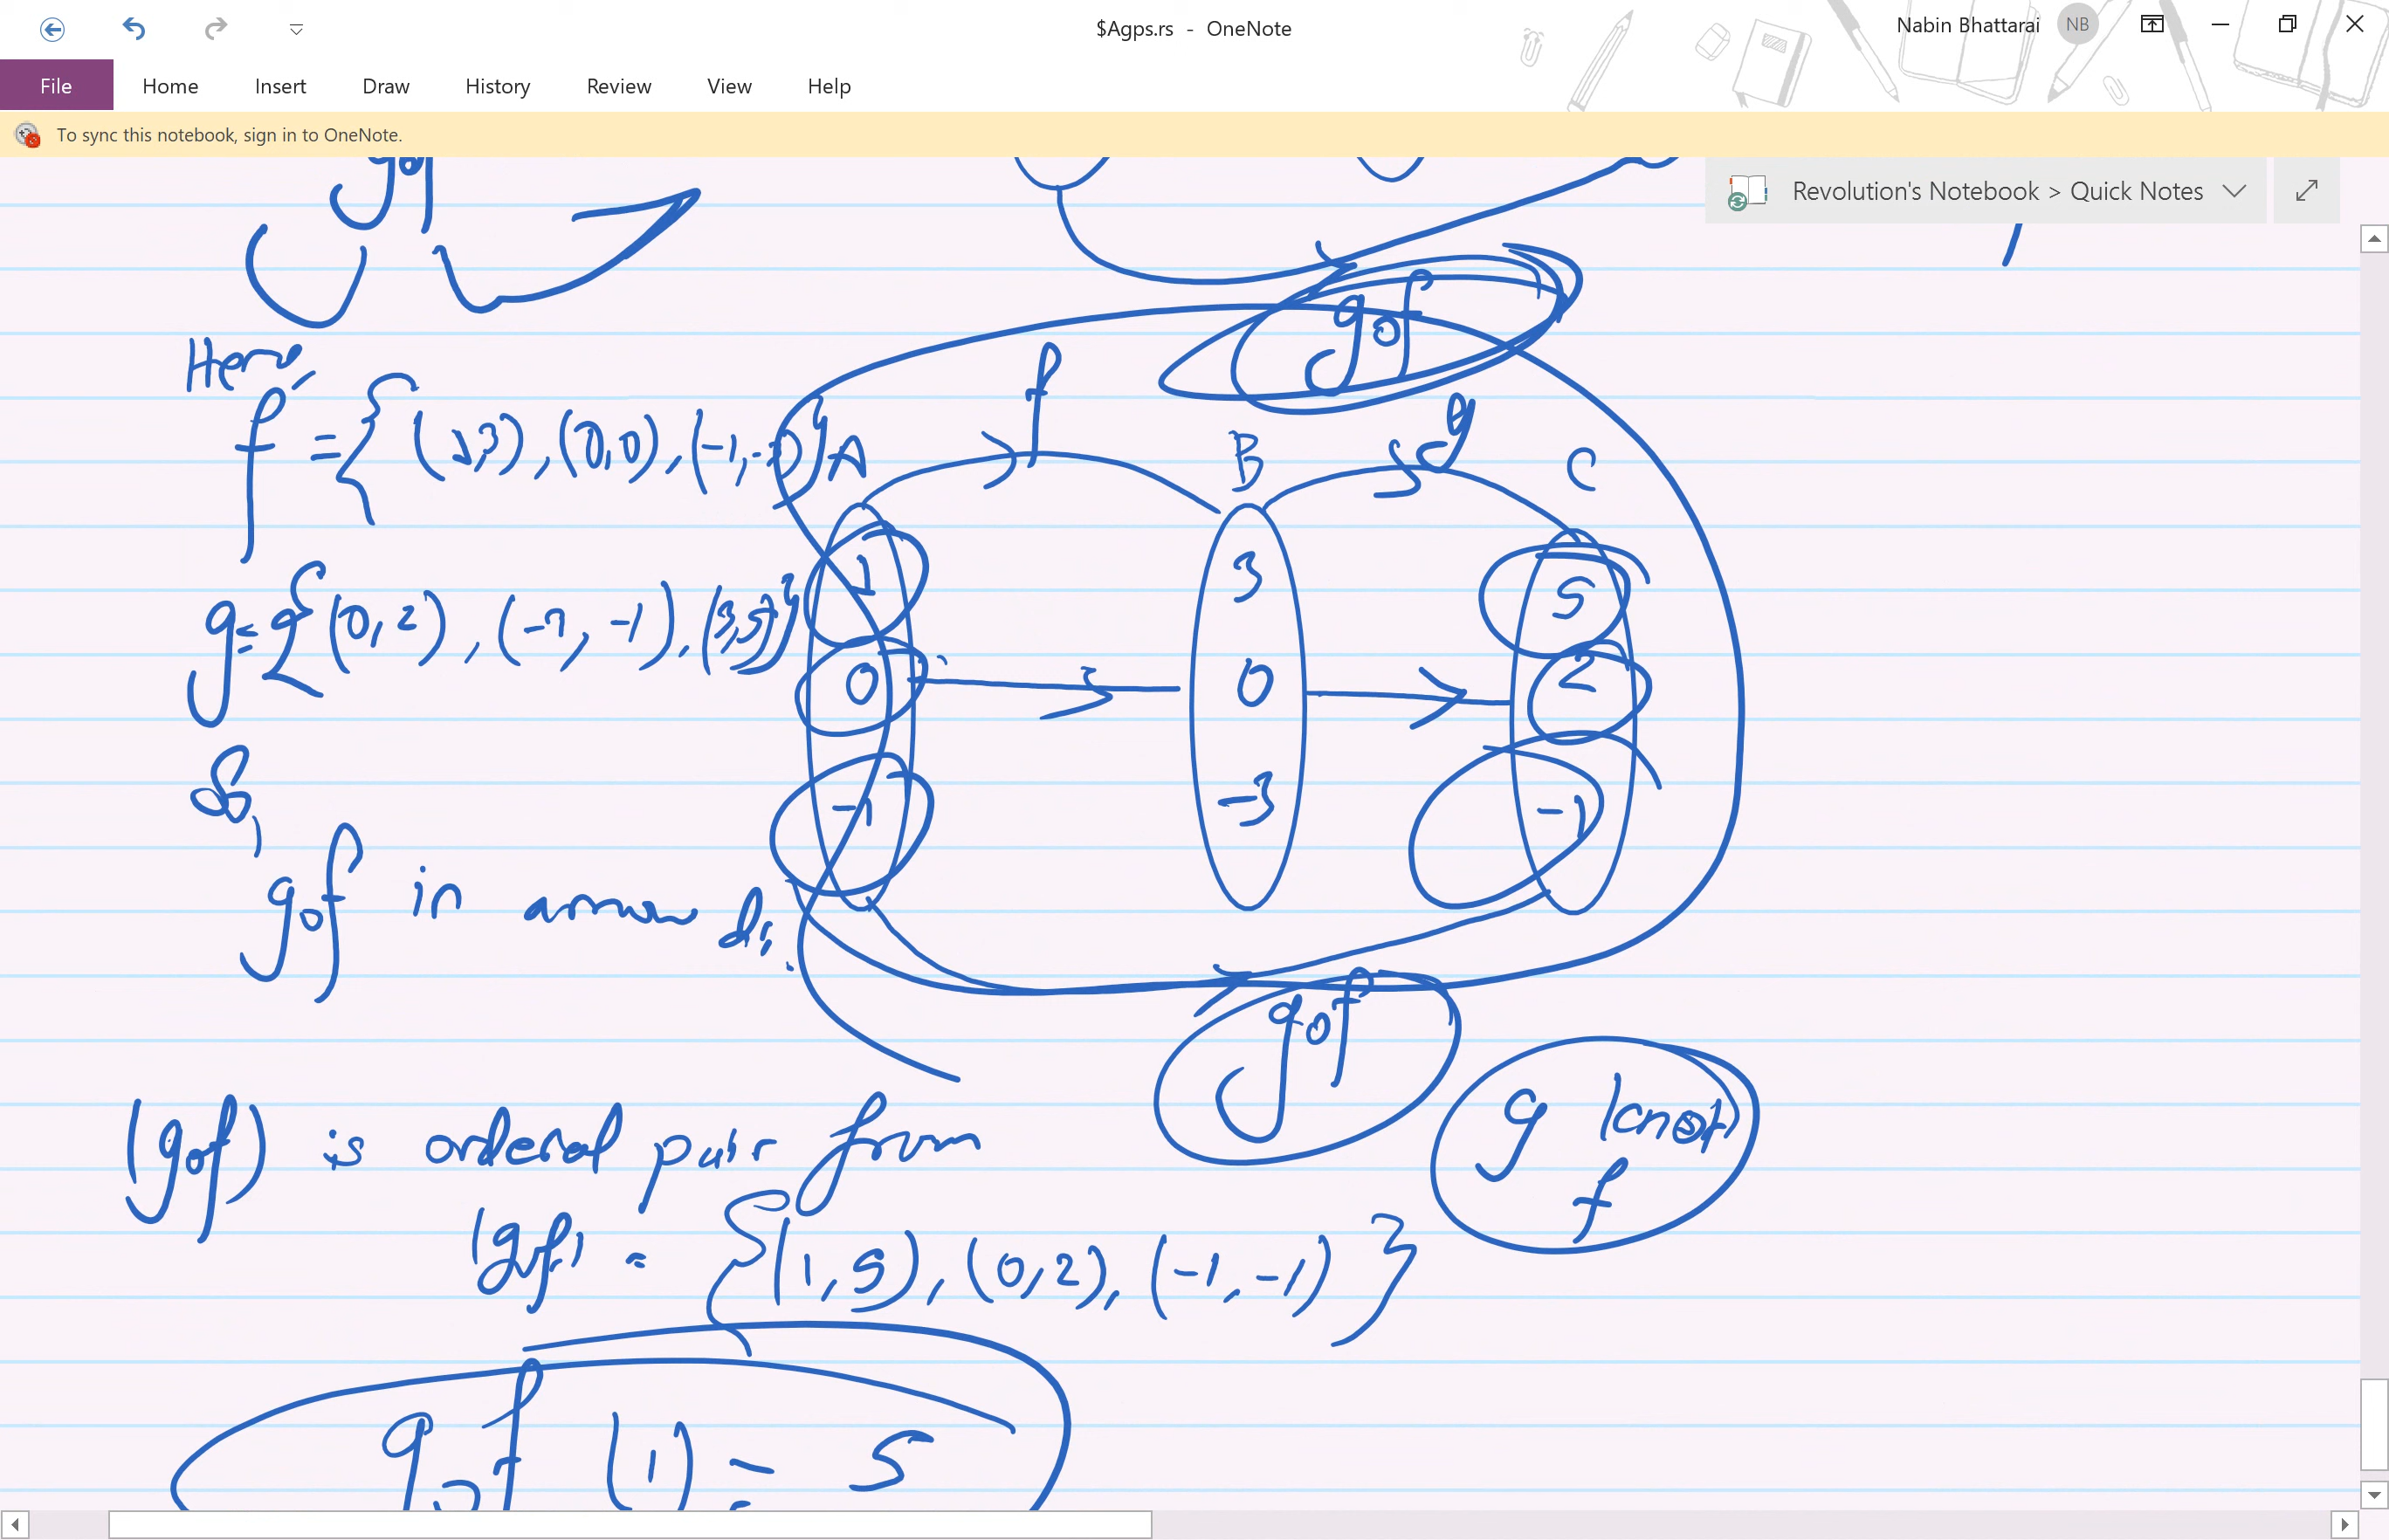 $Agps.rs - OneNote
Nabin Bhattarai NB
File Home Insert Draw History Review View Help
To sync this notebook, sign in to OneNote.
Revolution's Notebook > Quick Notes
gof
gof
Here,
f = {(1,3), (0,0), (-1,-3)}
f
g
A B C
g = {(0,2), (-3,-1), (3,5)}
1 3 5
0 0 2
-1 -3 -1
So,
gof in arrow di.
gof
(gof) is ordered pair from
g
f
(gof) = {(1,5), (0,2), (-1,-1)}
gof (1) = 5